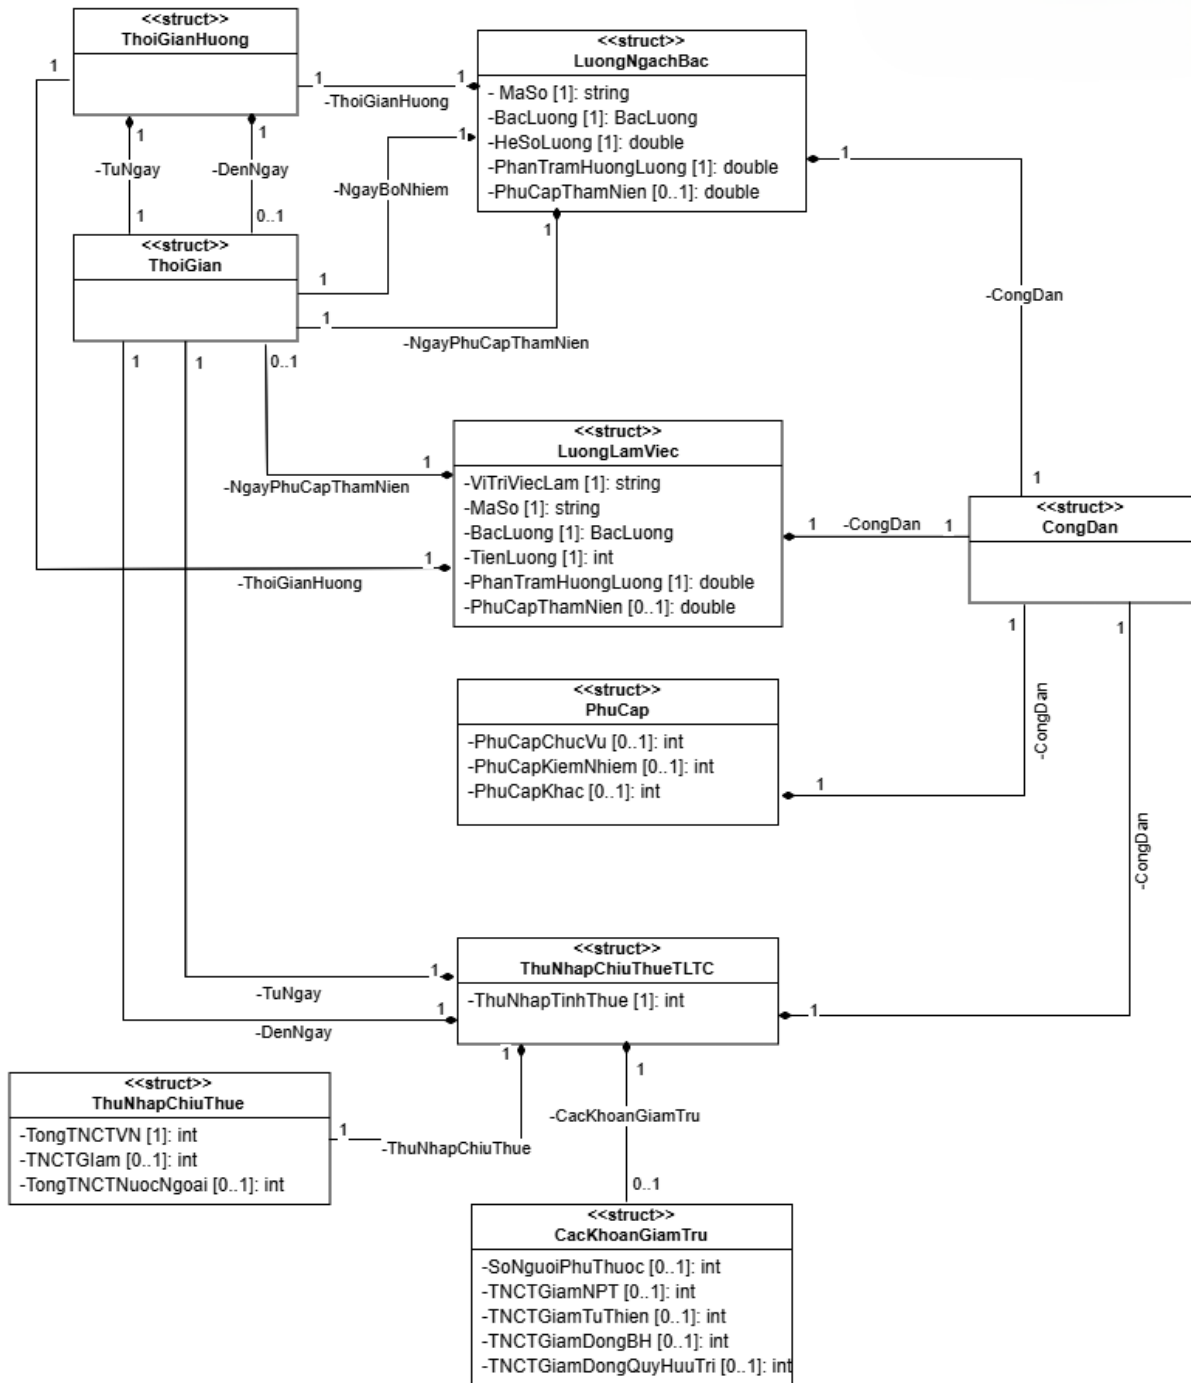 <<struct>>
ThoiGianHuong
1
1
1
1
-ThoiGianHuong
1
<<struct>>
LuongNgachBac
- MaSo [1]: string
-BacLuong [1]: BacLuong
-HeSoLuong [1]: double
-PhanTramHuongLuong [1]: double
-PhuCapThamNien [0..1]: double
-TuNgay
-DenNgay
1
0..1
1
-NgayBoNhiem
1
1
1
-CongDan
1
<<struct>>
ThoiGian
1
-NgayPhuCapThamNien
1
1
0..1
1
-NgayPhuCapThamNien
1
-ThoiGianHuong
<<struct>>
LuongLamViec
-ViTriViecLam [1]: string
-MaSo [1]: string
-BacLuong [1]: BacLuong
-TienLuong [1]: int
-PhanTramHuongLuong [1]: double
-PhuCapThamNien [0..1]: double
1
-CongDan
1
<<struct>>
CongDan
1
1
<<struct>>
PhuCap
-PhuCapChucVu [0..1]: int
-PhuCapKiemNhiem [0..1]: int
-PhuCapKhac [0..1]: int
1
-CongDan
-CongDan
<<struct>>
ThuNhapChiuThueTLTC
-ThuNhapTinhThue [1]: int
1
-TuNgay
1
-DenNgay
1
1
1
<<struct>>
ThuNhapChiuThue
-TongTNCTVN [1]: int
-TNCTGIam [0..1]: int
-TongTNCTNuocNgoai [0..1]: int
1
-ThuNhapChiuThue
-CacKhoanGiamTru
0..1
<<struct>>
CacKhoanGiamTru
-SoNguoiPhuThuoc [0..1]: int
-TNCTGiamNPT [0..1]: int
-TNCTGiamTuThien [0..1]: int
-TNCTGiamDongBH [0..1]: int
-TNCTGiamDongQuyHuuTri [0..1]: int